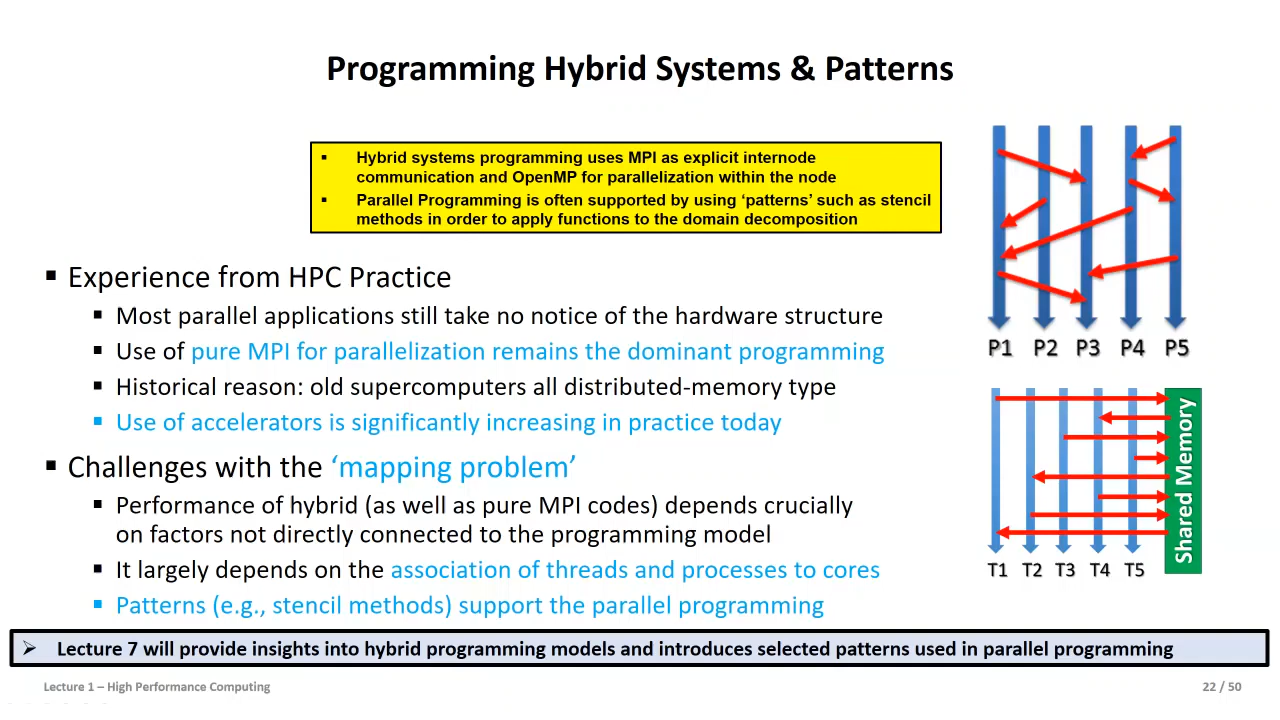 Programming Hybrid Systems & Patterns
▪ Hybrid systems programming uses MPI as explicit internode
communication and OpenMP for parallelization within the node
▪ Parallel Programming is often supported by using ‘patterns’ such as stencil
methods in order to apply functions to the domain decomposition
▪ Experience from HPC Practice
▪ Most parallel applications still take no notice of the hardware structure
▪ Use of pure MPI for parallelization remains the dominant programming
▪ Historical reason: old supercomputers all distributed-memory type
▪ Use of accelerators is significantly increasing in practice today
▪ Challenges with the ‘mapping problem’
▪ Performance of hybrid (as well as pure MPI codes) depends crucially
on factors not directly connected to the programming model
▪ It largely depends on the association of threads and processes to cores
▪ Patterns (e.g., stencil methods) support the parallel programming
P1 P2 P3 P4 P5
Shared Memory
T1 T2 T3 T4 T5
➢ Lecture 7 will provide insights into hybrid programming models and introduces selected patterns used in parallel programming
Lecture 1 – High Performance Computing
22 / 50